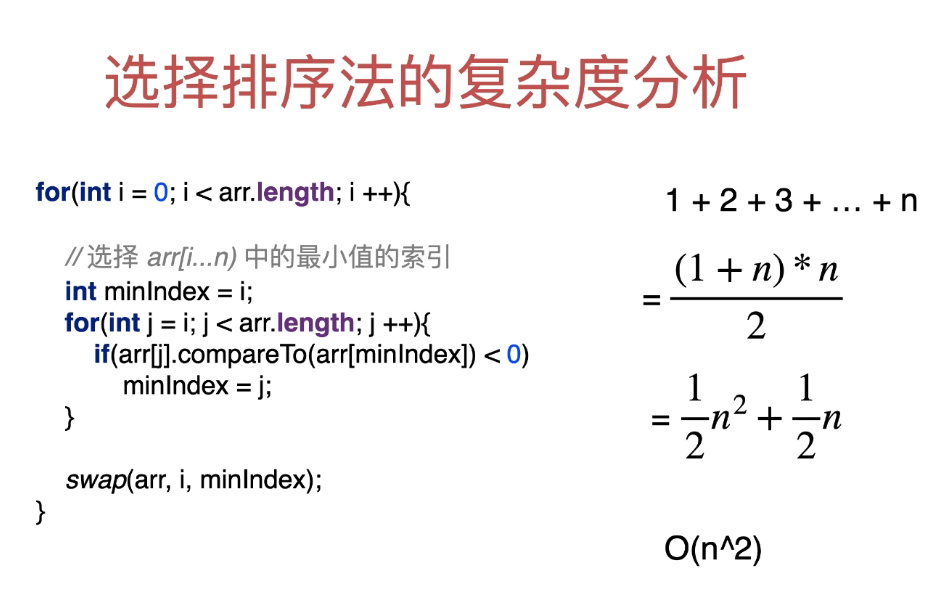 选择排序法的复杂度分析
for(int i = 0; i < arr.length; i ++){
// 选择 arr[i...n) 中的最小值的索引
int minIndex = i;
for(int j = i; j < arr.length; j ++){
if(arr[j].compareTo(arr[minIndex]) < 0)
minIndex = j;
}
swap(arr, i, minIndex);
}
1 + 2 + 3 + … + n
= \frac{(1 + n) * n}{2}
= \frac{1}{2}n^2 + \frac{1}{2}n
O(n^2)